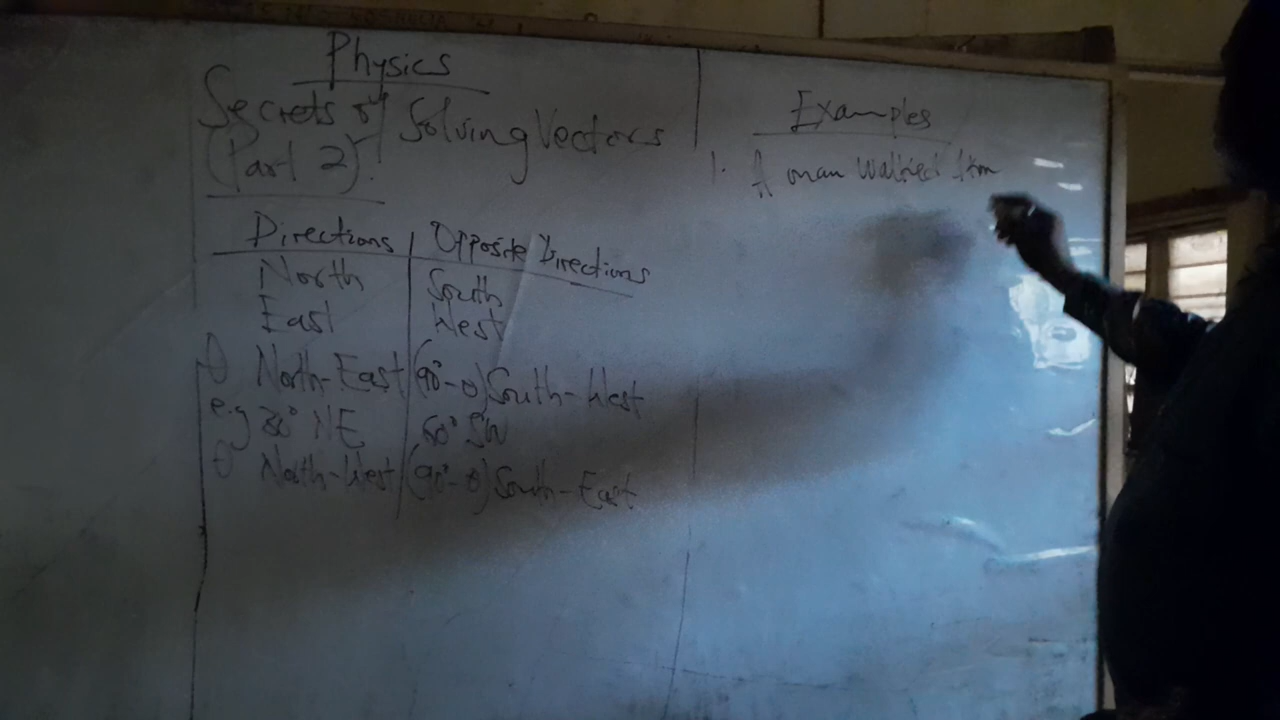 Physics
Secrets of Solving Vectors
(Part 2)!
Directions | Opposite Directions
North | South
East | West
θ North-East | (90°-θ) South-West
e.g 30° NE | 60° SW
θ North-West | (90°-θ) South-East
Examples
1. A man walked